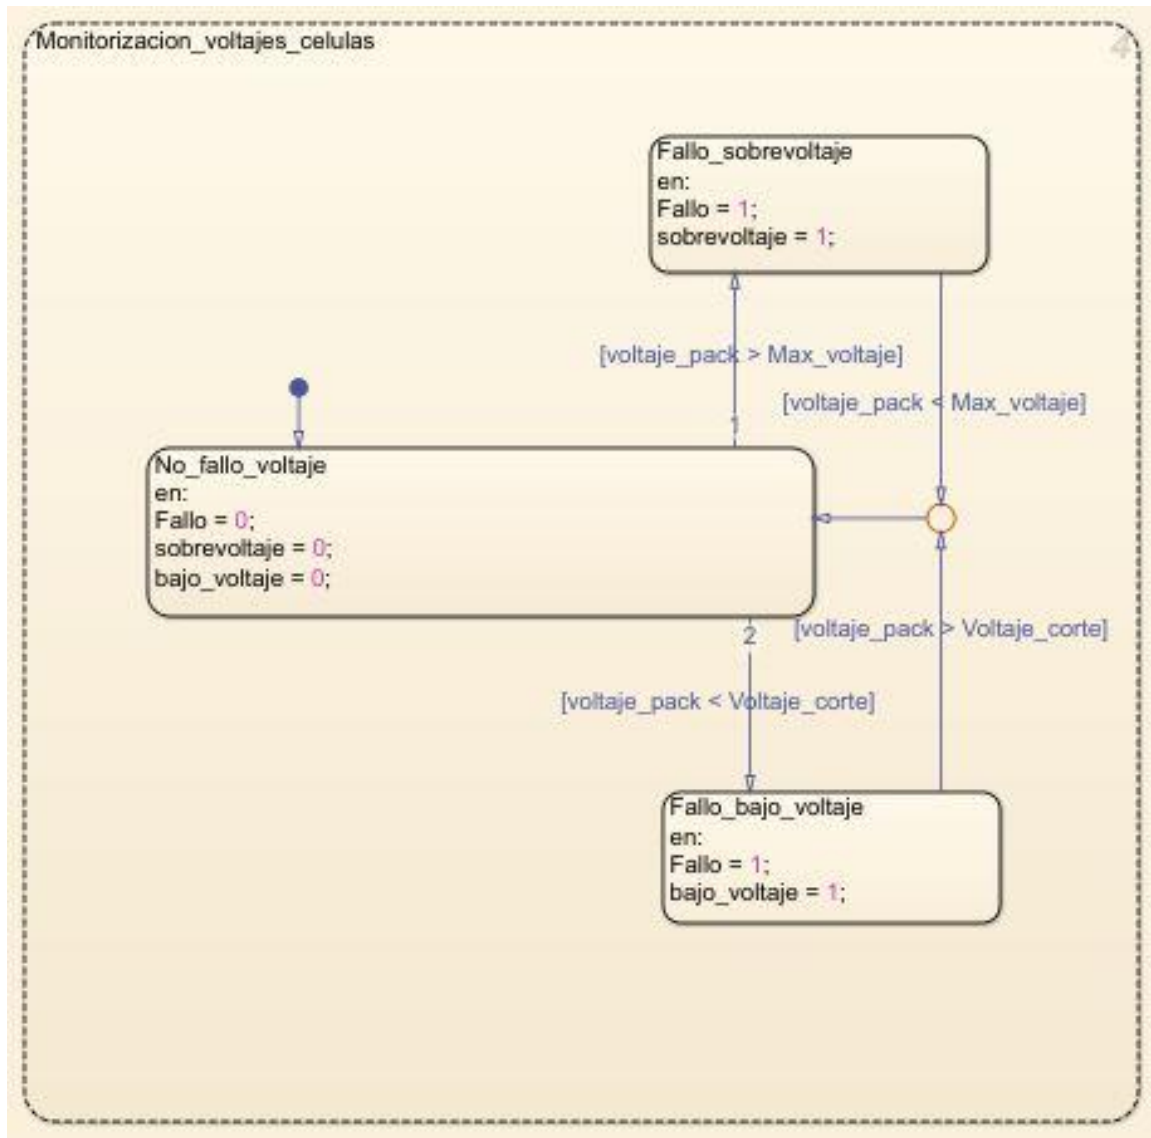 Monitorizacion_voltajes_celulas
4
Fallo_sobrevoltaje
en:
Fallo = 1;
sobrevoltaje = 1;
[voltaje_pack > Max_voltaje]
[voltaje_pack < Max_voltaje]
1
No_fallo_voltaje
en:
Fallo = 0;
sobrevoltaje = 0;
bajo_voltaje = 0;
2
[voltaje_pack > Voltaje_corte]
[voltaje_pack < Voltaje_corte]
Fallo_bajo_voltaje
en:
Fallo = 1;
bajo_voltaje = 1;